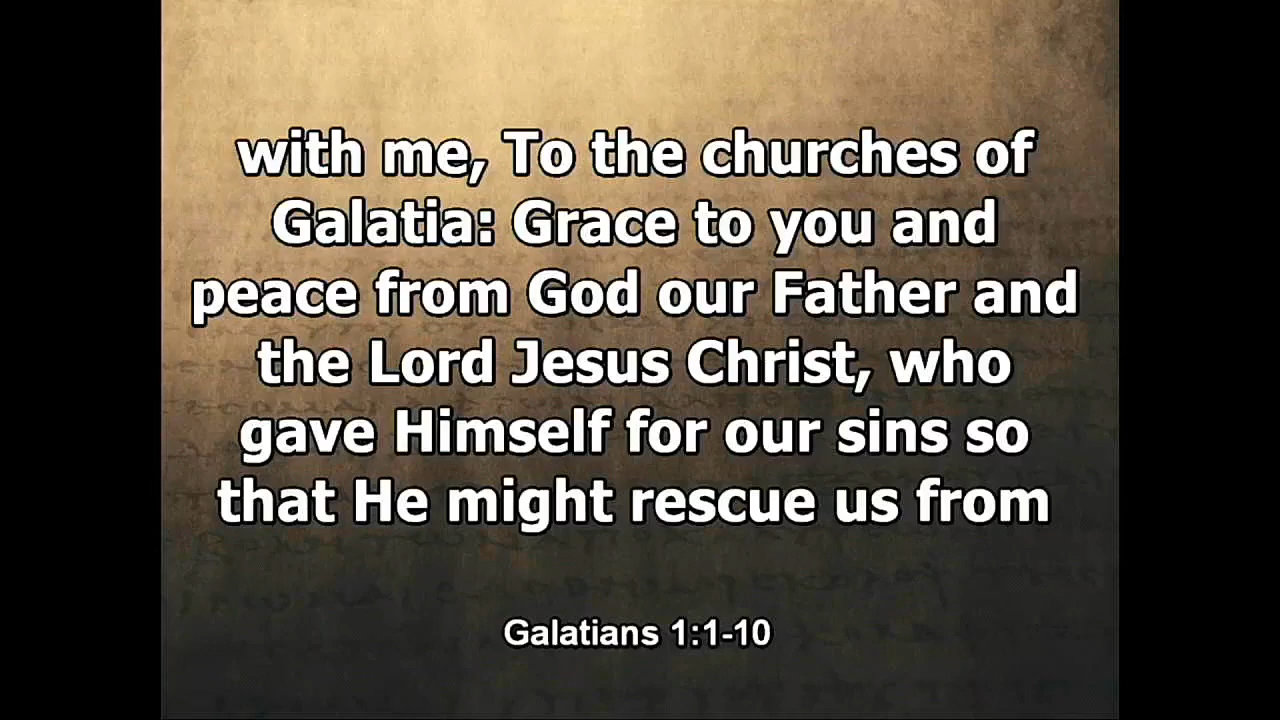 with me, To the churches of
Galatia: Grace to you and
peace from God our Father and
the Lord Jesus Christ, who
gave Himself for our sins so
that He might rescue us from
Galatians 1:1-10